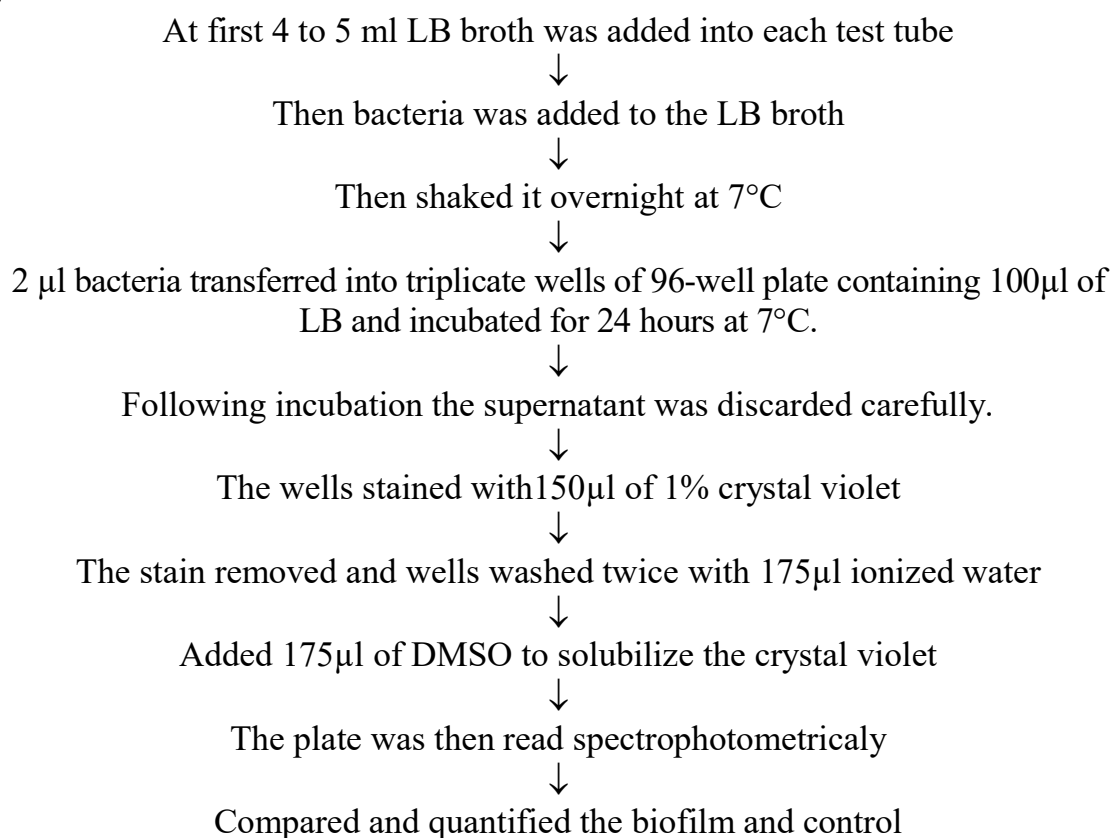 At first 4 to 5 ml LB broth was added into each test tube
↓
Then bacteria was added to the LB broth
↓
Then shaked it overnight at 7°C
↓
2 µl bacteria transferred into triplicate wells of 96-well plate containing 100µl of
LB and incubated for 24 hours at 7°C.
↓
Following incubation the supernatant was discarded carefully.
↓
The wells stained with150µl of 1% crystal violet
↓
The stain removed and wells washed twice with 175µl ionized water
↓
Added 175µl of DMSO to solubilize the crystal violet
↓
The plate was then read spectrophotometricaly
↓
Compared and quantified the biofilm and control